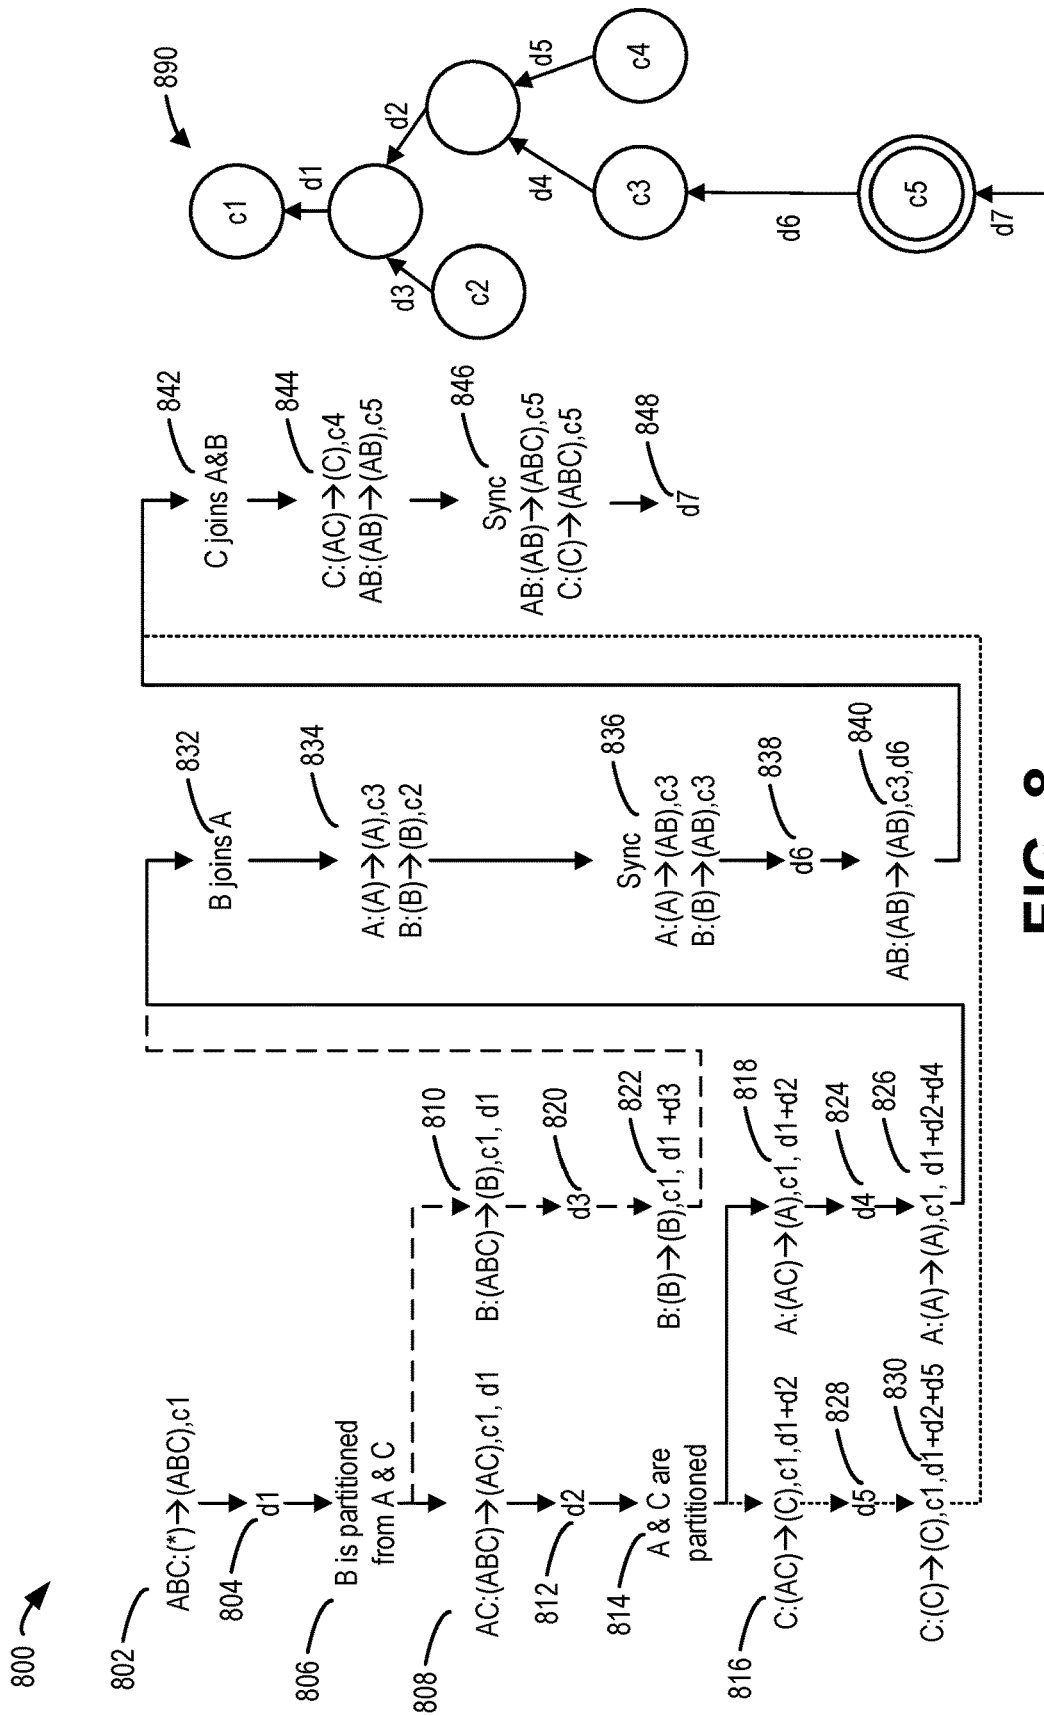 800
802
ABC:(*)→(ABC),c1
804
d1
806
B is partitioned
from A & C
808
AC:(ABC)→(AC),c1, d1
810
B:(ABC)→(B),c1, d1
812
d2
820
d3
814
A & C are
partitioned
822
B:(B)→(B),c1, d1 +d3
816
C:(AC)→(C),c1,d1+d2
818
A:(AC)→(A),c1, d1+d2
828
d5
824
d4
830
C:(C)→(C),c1,d1+d2+d5
826
A:(A)→(A),c1, d1+d2+d4
832
B joins A
834
A:(A)→(A),c3
B:(B)→(B),c2
836
Sync
A:(A)→(AB),c3
B:(B)→(AB),c3
838
d6
840
AB:(AB)→(AB),c3,d6
842
C joins A&B
844
C:(AC)→(C),c4
AB:(AB)→(AB),c5
846
Sync
AB:(AB)→(ABC),c5
C:(C)→(ABC),c5
848
d7
890
c1
d1
d2
d3
c2
d5
d4
c4
c3
d6
c5
d7